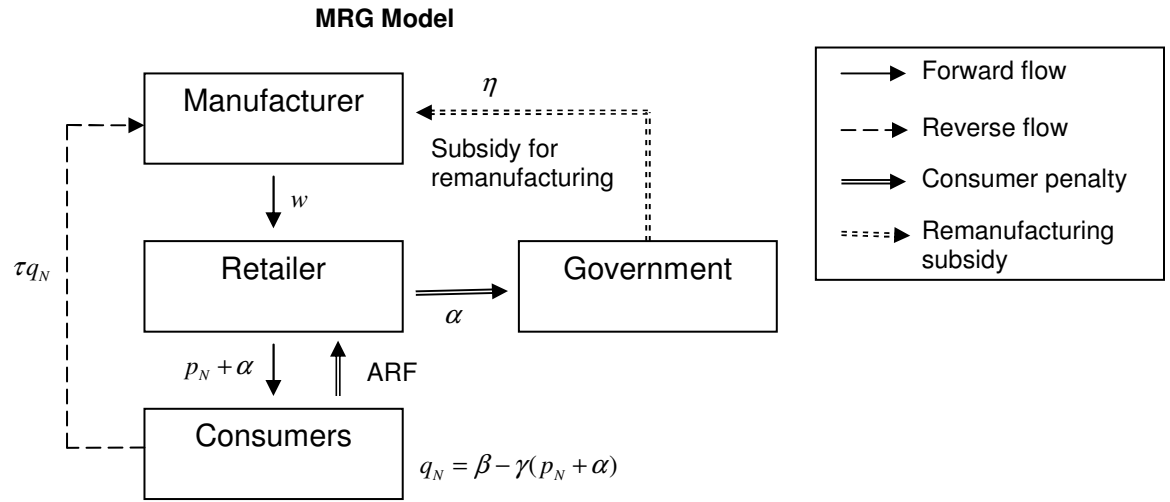 MRG Model
Manufacturer
η
Subsidy for
remanufacturing
w
τq_N
Retailer
Government
α
p_N + α
ARF
Consumers
q_N = β − γ(p_N + α)
Forward flow
Reverse flow
Consumer penalty
Remanufacturing
subsidy